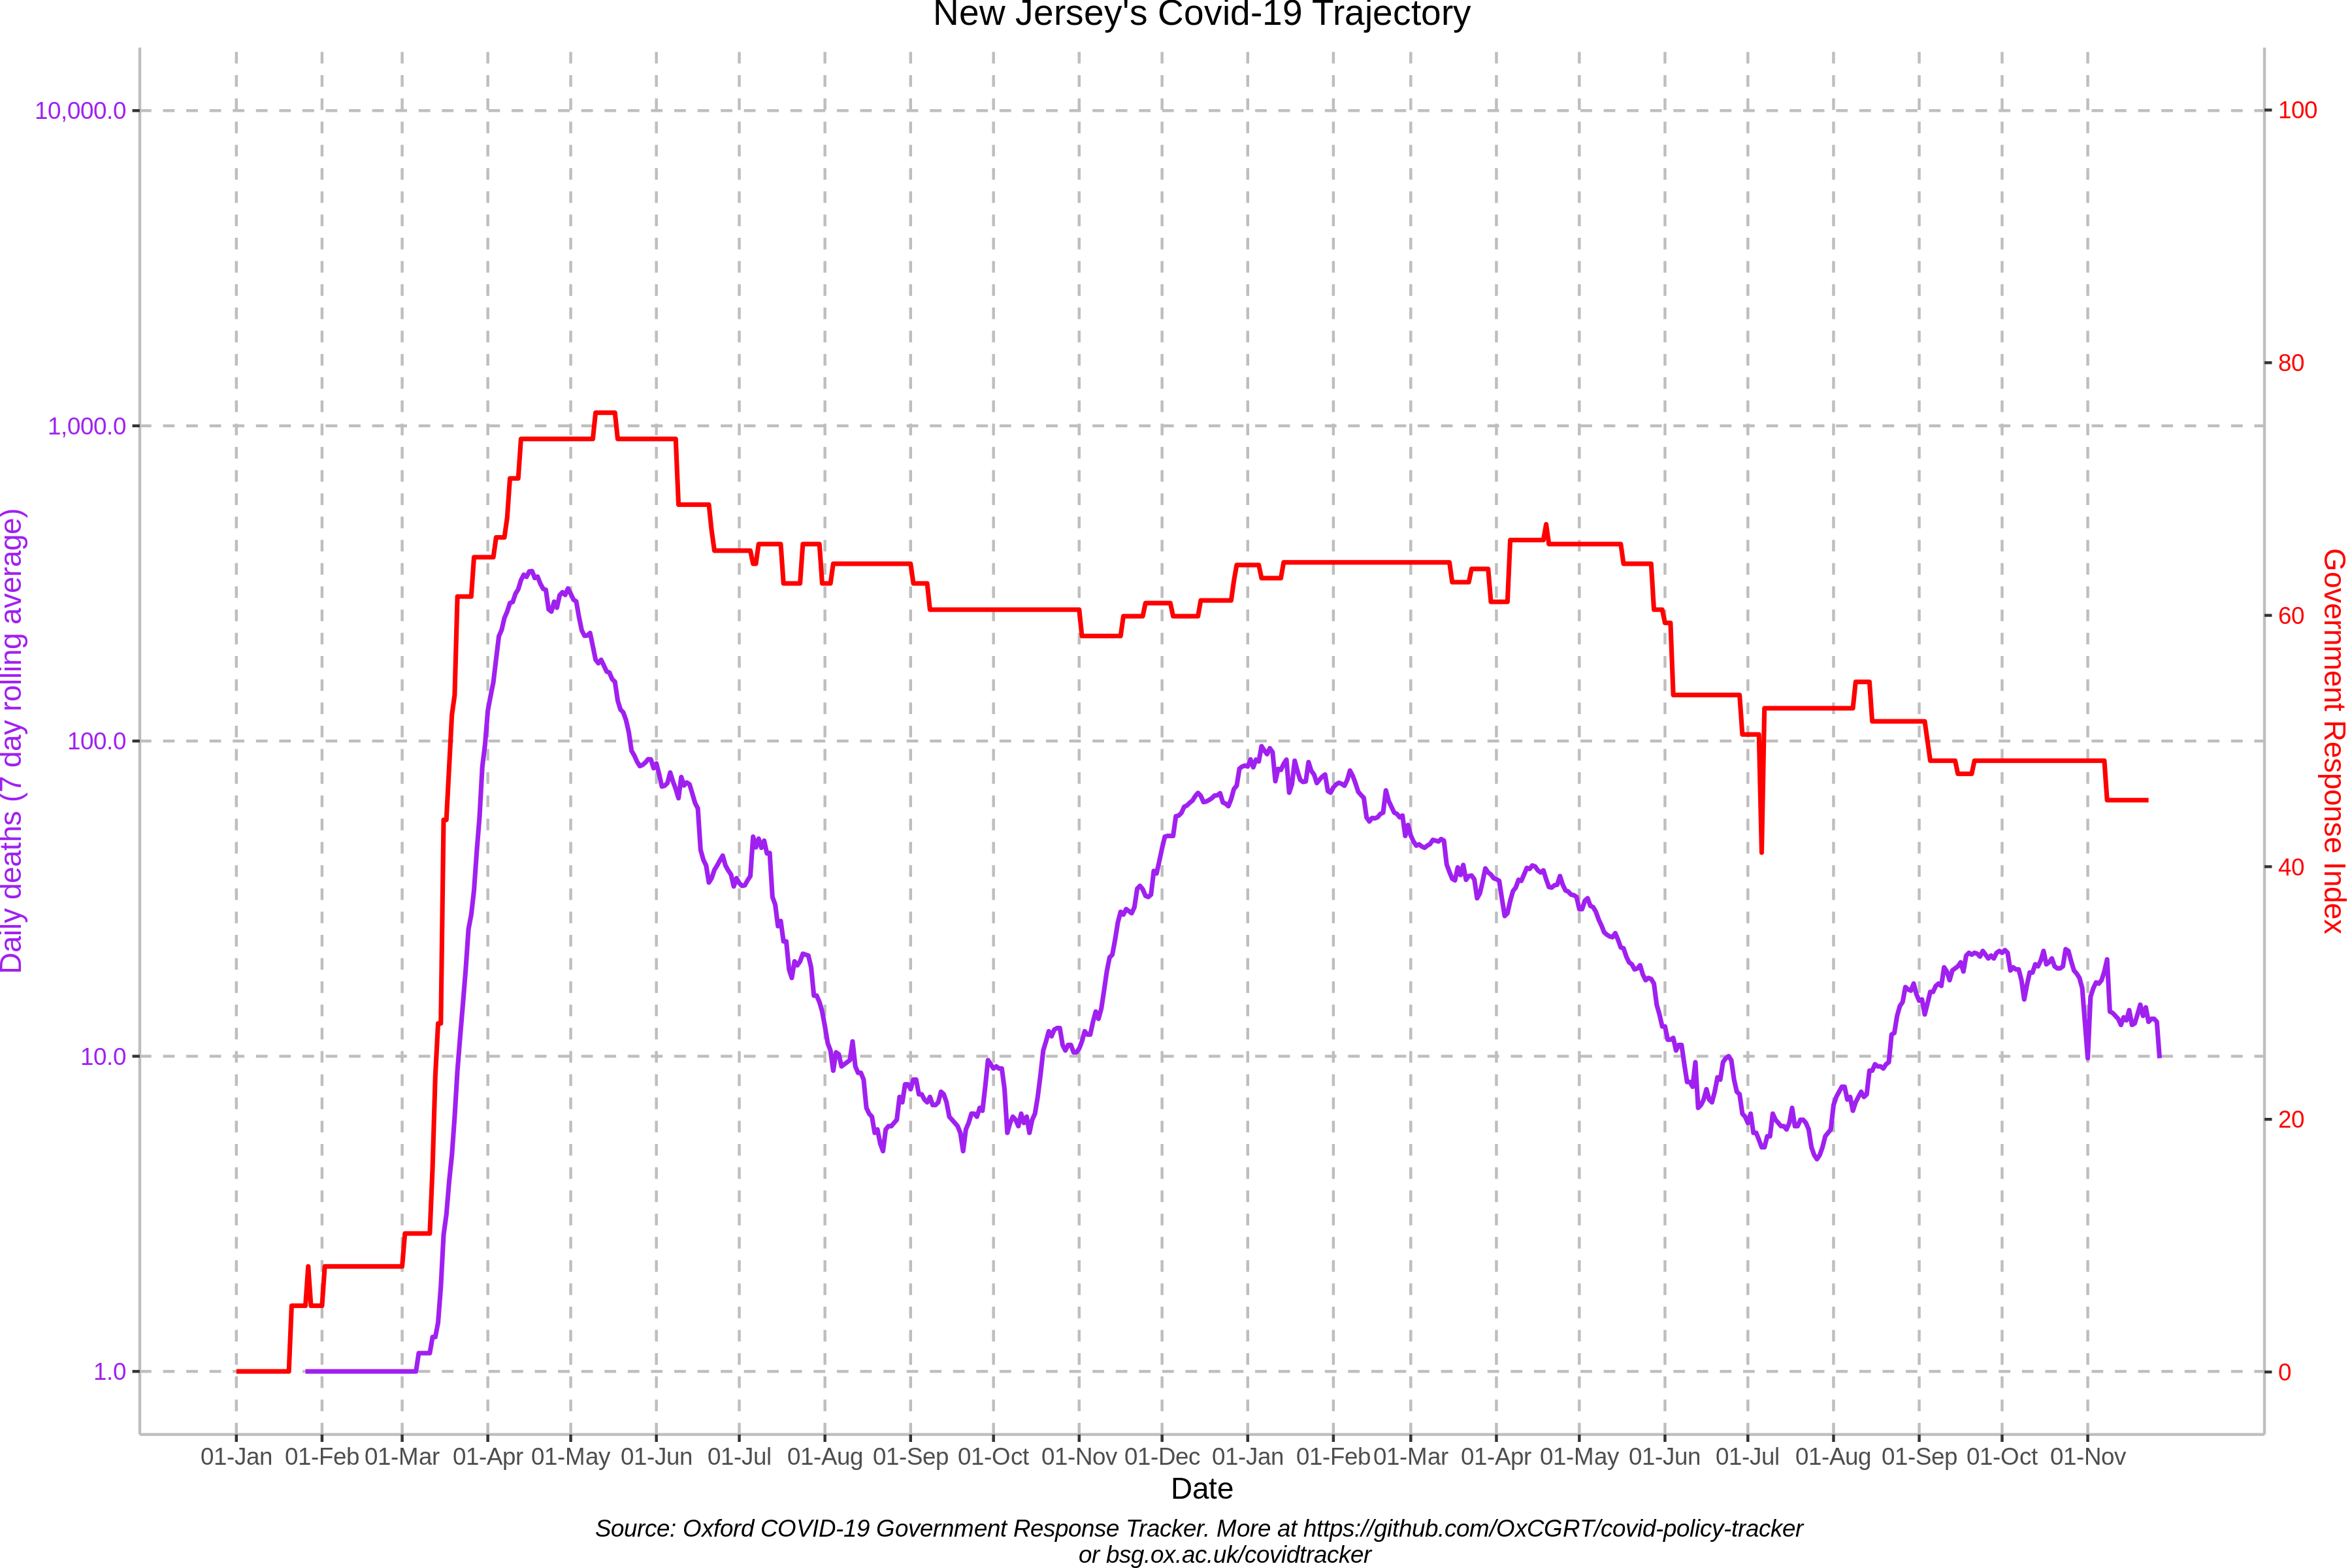 New Jersey's Covid-19 Trajectory
10,000.0
1,000.0
100.0
10.0
1.0
Daily deaths (7 day rolling average)
100
80
60
40
20
0
Government Response Index
01-Jan 01-Feb 01-Mar 01-Apr 01-May 01-Jun 01-Jul 01-Aug 01-Sep 01-Oct 01-Nov 01-Dec 01-Jan 01-Feb 01-Mar 01-Apr 01-May 01-Jun 01-Jul 01-Aug 01-Sep 01-Oct 01-Nov
Date
Source: Oxford COVID-19 Government Response Tracker. More at https://github.com/OxCGRT/covid-policy-tracker
or bsg.ox.ac.uk/covidtracker